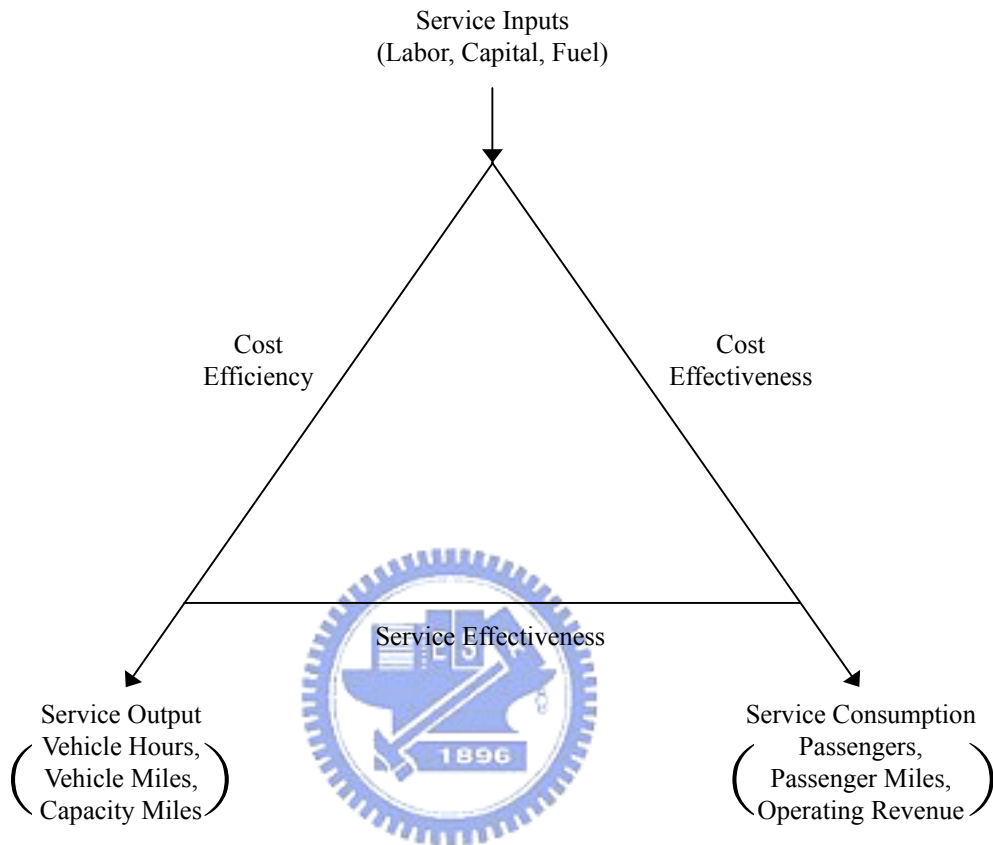 Service Inputs
(Labor, Capital, Fuel)
Cost
Efficiency
Cost
Effectiveness
Service Effectiveness
E S
1896
Service Output
(Vehicle Hours,
Vehicle Miles,
Capacity Miles)
Service Consumption
(Passengers,
Passenger Miles,
Operating Revenue)